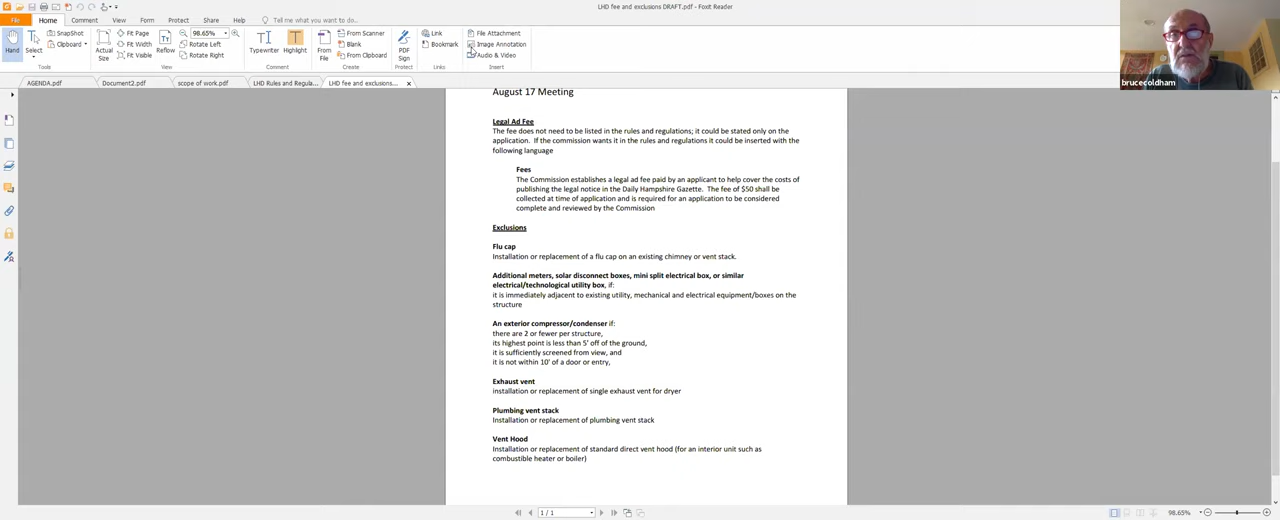 LHD fee and exclusions DRAFT.pdf - Foxit Reader
File Home Comment View Form Protect Share Help Tell me what you want to do...
Hand
Select
SnapShot
Clipboard
Tools
Actual Size
Fit Page
Fit Width
Fit Visible
Reflow
98.65%
Rotate Left
Rotate Right
View
Typewriter
Highlight
Comment
From File
From Scanner
Blank
From Clipboard
Create
PDF Sign
Protect
Link
Bookmark
Links
File Attachment
Image Annotation
Audio & Video
Insert
brucecoldham
AGENDA.pdf
Document2.pdf
scope of work.pdf
LHD Rules and Regula...
LHD fee and exclusions...
August 17 Meeting
Legal Ad Fee
The fee does not need to be listed in the rules and regulations; it could be stated only on the
application. If the commission wants it in the rules and regulations it could be inserted with the
following language
Fees
The Commission establishes a legal ad fee paid by an applicant to help cover the costs of
publishing the legal notice in the Daily Hampshire Gazette. The fee of $50 shall be
collected at time of application and is required for an application to be considered
complete and reviewed by the Commission
Exclusions
Flu cap
Installation or replacement of a flu cap on an existing chimney or vent stack.
Additional meters, solar disconnect boxes, mini split electrical box, or similar
electrical/technological utility box, if:
it is immediately adjacent to existing utility, mechanical and electrical equipment/boxes on the
structure
An exterior compressor/condenser if:
there are 2 or fewer per structure,
its highest point is less than 5' off of the ground,
it is sufficiently screened from view, and
it is not within 10' of a door or entry,
Exhaust vent
installation or replacement of single exhaust vent for dryer
Plumbing vent stack
Installation or replacement of plumbing vent stack
Vent Hood
Installation or replacement of standard direct vent hood (for an interior unit such as
combustible heater or boiler)
1 / 1
98.65%